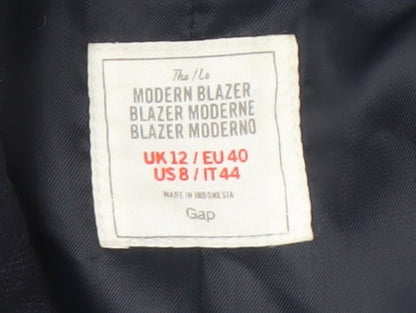 The / Le
MODERN BLAZER
BLAZER MODERNE
BLAZER MODERNO
UK 12 / EU 40
US 8 / IT 44
MADE IN INDONESIA
Gap